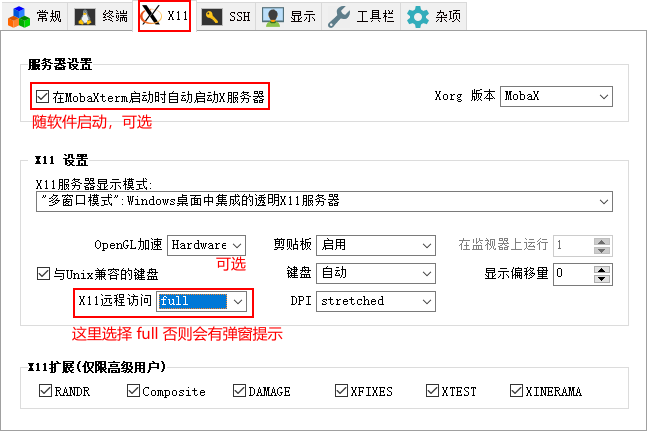 常规 终端 X11 SSH 显示 工具栏 杂项
服务器设置
在MobaXterm启动时自动启动X服务器 Xorg 版本 MobaX
随软件启动，可选
X11 设置
X11服务器显示模式:
"多窗口模式":Windows桌面中集成的透明X11服务器
OpenGL加速 Hardware 剪贴板 启用 在监视器上运行 1
可选
与Unix兼容的键盘 键盘 自动 显示偏移量 0
X11远程访问 full DPI stretched
这里选择 full 否则会有弹窗提示
X11扩展(仅限高级用户)
RANDR Composite DAMAGE XFIXES XTEST XINERAMA